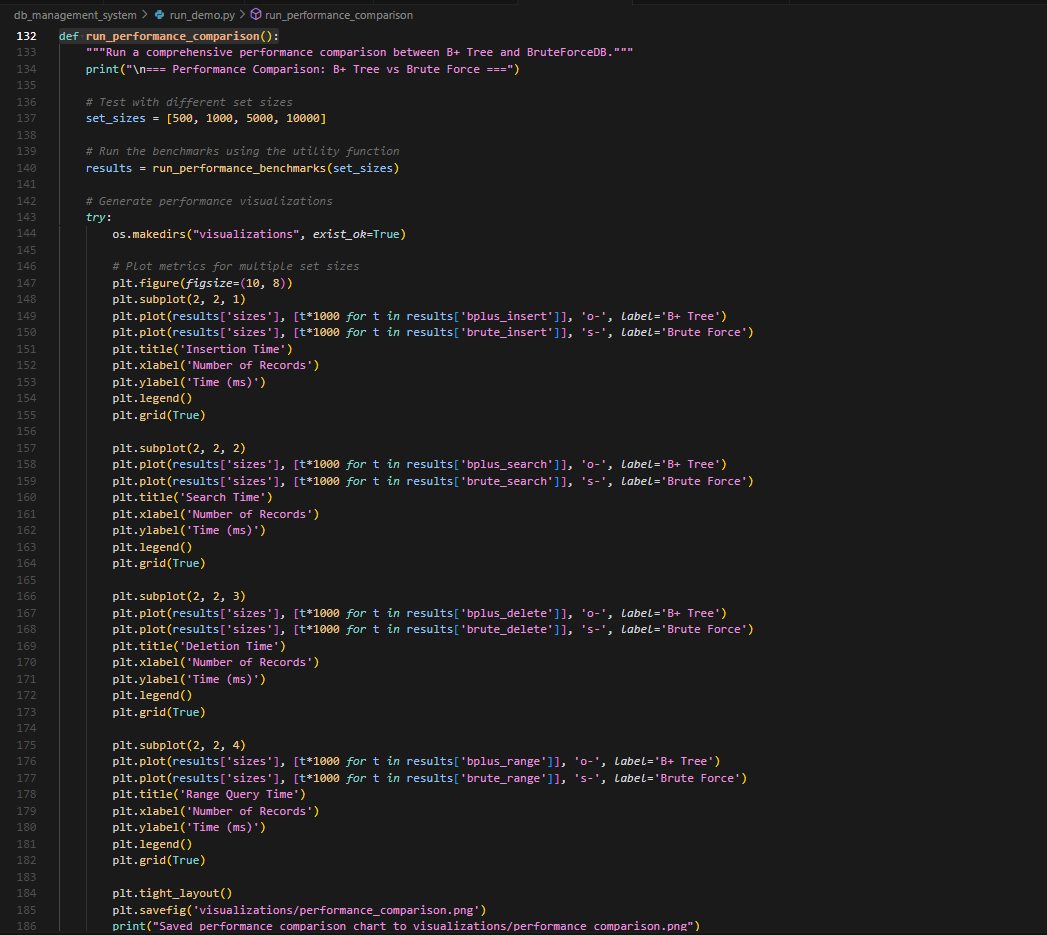 db_management_system > run_demo.py > run_performance_comparison
132 def run_performance_comparison():
133     """Run a comprehensive performance comparison between B+ Tree and BruteForceDB."""
134     print("\n=== Performance Comparison: B+ Tree vs Brute Force ===")
135
136     # Test with different set sizes
137     set_sizes = [500, 1000, 5000, 10000]
138
139     # Run the benchmarks using the utility function
140     results = run_performance_benchmarks(set_sizes)
141
142     # Generate performance visualizations
143     try:
144         os.makedirs("visualizations", exist_ok=True)
145
146         # Plot metrics for multiple set sizes
147         plt.figure(figsize=(10, 8))
148         plt.subplot(2, 2, 1)
149         plt.plot(results['sizes'], [t*1000 for t in results['bplus_insert']], 'o-', label='B+ Tree')
150         plt.plot(results['sizes'], [t*1000 for t in results['brute_insert']], 's-', label='Brute Force')
151         plt.title('Insertion Time')
152         plt.xlabel('Number of Records')
153         plt.ylabel('Time (ms)')
154         plt.legend()
155         plt.grid(True)
156
157         plt.subplot(2, 2, 2)
158         plt.plot(results['sizes'], [t*1000 for t in results['bplus_search']], 'o-', label='B+ Tree')
159         plt.plot(results['sizes'], [t*1000 for t in results['brute_search']], 's-', label='Brute Force')
160         plt.title('Search Time')
161         plt.xlabel('Number of Records')
162         plt.ylabel('Time (ms)')
163         plt.legend()
164         plt.grid(True)
165
166         plt.subplot(2, 2, 3)
167         plt.plot(results['sizes'], [t*1000 for t in results['bplus_delete']], 'o-', label='B+ Tree')
168         plt.plot(results['sizes'], [t*1000 for t in results['brute_delete']], 's-', label='Brute Force')
169         plt.title('Deletion Time')
170         plt.xlabel('Number of Records')
171         plt.ylabel('Time (ms)')
172         plt.legend()
173         plt.grid(True)
174
175         plt.subplot(2, 2, 4)
176         plt.plot(results['sizes'], [t*1000 for t in results['bplus_range']], 'o-', label='B+ Tree')
177         plt.plot(results['sizes'], [t*1000 for t in results['brute_range']], 's-', label='Brute Force')
178         plt.title('Range Query Time')
179         plt.xlabel('Number of Records')
180         plt.ylabel('Time (ms)')
181         plt.legend()
182         plt.grid(True)
183
184         plt.tight_layout()
185         plt.savefig('visualizations/performance_comparison.png')
186         print("Saved performance comparison chart to visualizations/performance_comparison.png")